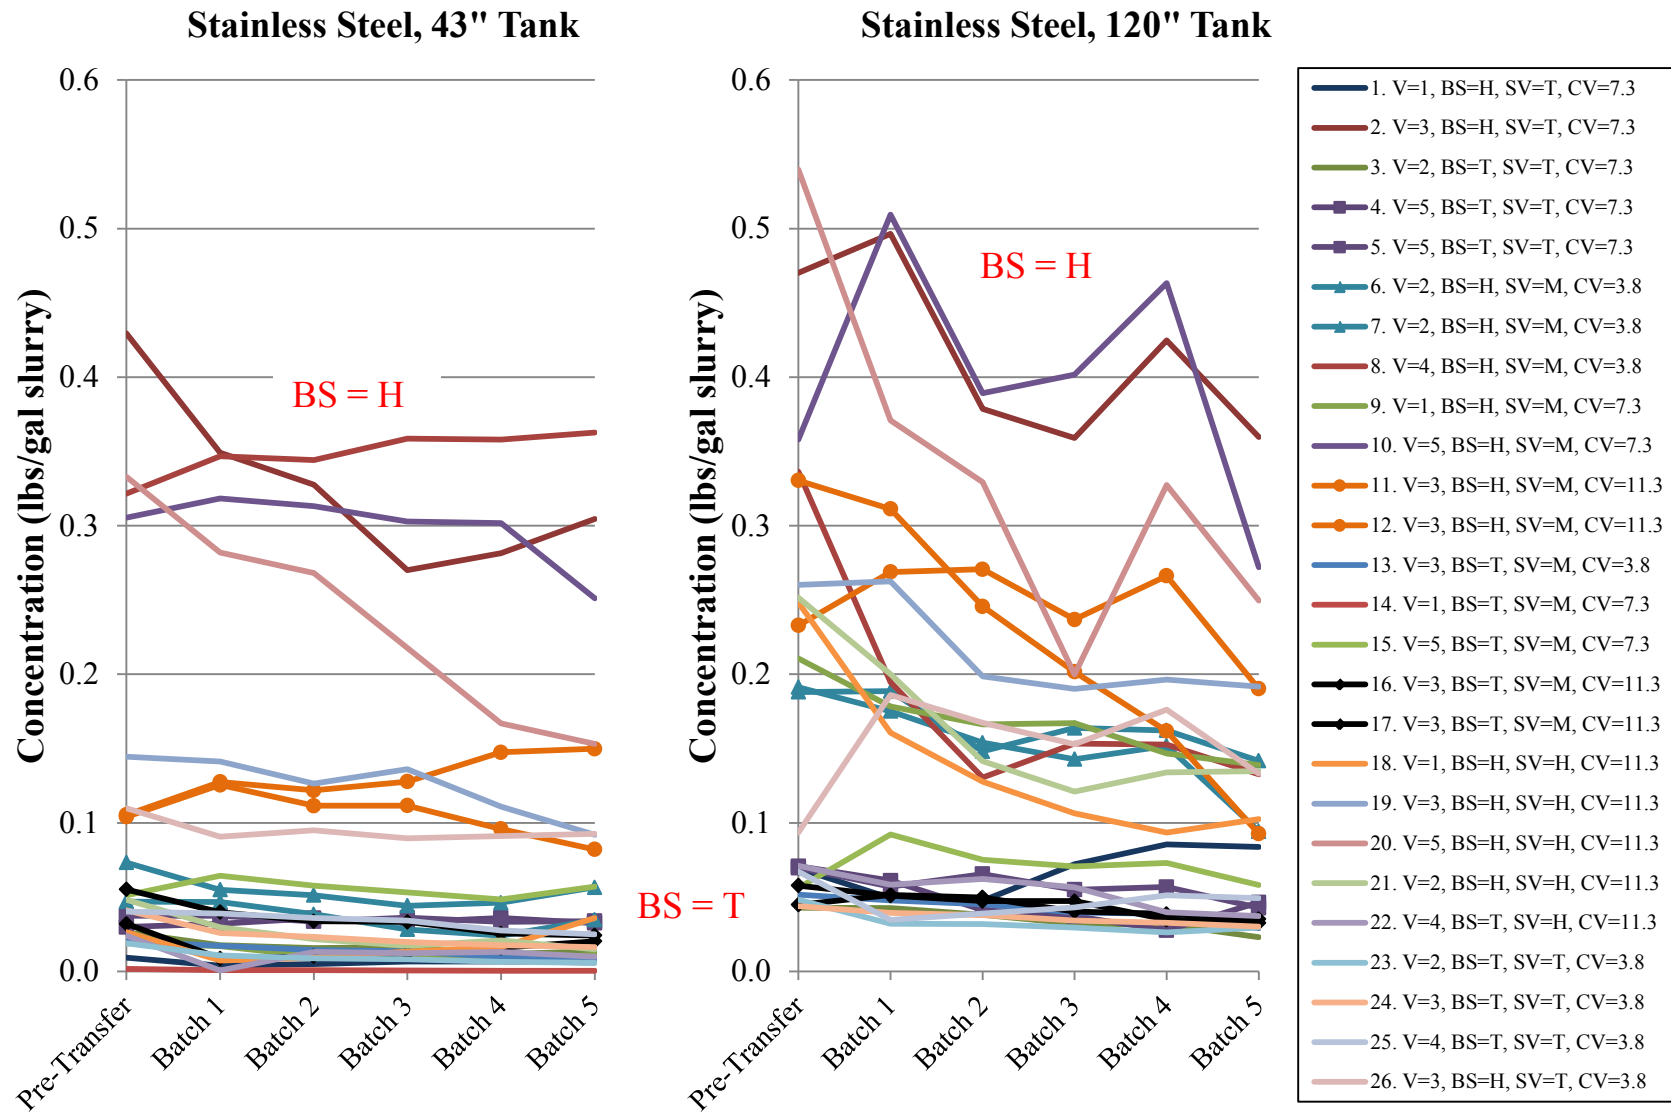 Stainless Steel, 43" Tank
Stainless Steel, 120" Tank
Concentration (lbs/gal slurry)
0.6
0.5
0.4
0.3
0.2
0.1
0.0
BS = H
BS = T
Pre-Transfer
Batch 1
Batch 2
Batch 3
Batch 4
Batch 5
Concentration (lbs/gal slurry)
0.6
0.5
0.4
0.3
0.2
0.1
0.0
BS = H
Pre-Transfer
Batch 1
Batch 2
Batch 3
Batch 4
Batch 5
1. V=1, BS=H, SV=T, CV=7.3
2. V=3, BS=H, SV=T, CV=7.3
3. V=2, BS=T, SV=T, CV=7.3
4. V=5, BS=T, SV=T, CV=7.3
5. V=5, BS=T, SV=T, CV=7.3
6. V=2, BS=H, SV=M, CV=3.8
7. V=2, BS=H, SV=M, CV=3.8
8. V=4, BS=H, SV=M, CV=3.8
9. V=1, BS=H, SV=M, CV=7.3
10. V=5, BS=H, SV=M, CV=7.3
11. V=3, BS=H, SV=M, CV=11.3
12. V=3, BS=H, SV=M, CV=11.3
13. V=3, BS=T, SV=M, CV=3.8
14. V=1, BS=T, SV=M, CV=7.3
15. V=5, BS=T, SV=M, CV=7.3
16. V=3, BS=T, SV=M, CV=11.3
17. V=3, BS=T, SV=M, CV=11.3
18. V=1, BS=H, SV=H, CV=11.3
19. V=3, BS=H, SV=H, CV=11.3
20. V=5, BS=H, SV=H, CV=11.3
21. V=2, BS=H, SV=H, CV=11.3
22. V=4, BS=T, SV=H, CV=11.3
23. V=2, BS=T, SV=T, CV=3.8
24. V=3, BS=T, SV=T, CV=3.8
25. V=4, BS=T, SV=T, CV=3.8
26. V=3, BS=H, SV=T, CV=3.8